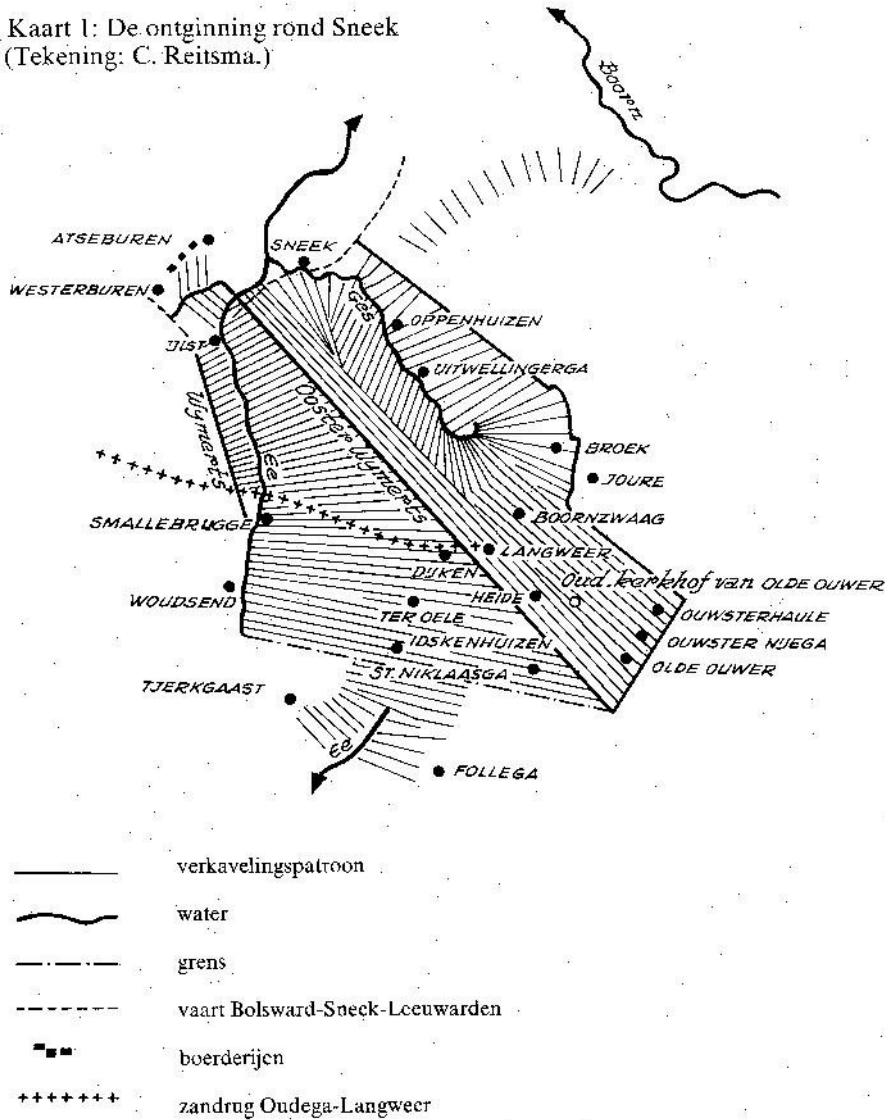 Kaart 1: De ontginning rond Sneek
(Tekening: C. Reitsma.)
Boorn
ATSEBUREN
SNEEK
WESTERBUREN
Ges
OPPENHUIZEN
IJLST
UITWELLINGERGA
Wymerts
Ooster Wymerts
BROEK
Ee
JOURE
SMALLEBRUGGE
BOORNZWAAG
LANGWEER
DIJKEN
Oud. kerkhof van OLDE OUWER
WOUDSEND
HEIDE
TER OELE
OUWSTERHAULE
IDSKENHUIZEN
OUWSTER NIJEGA
ST. NIKLAASGA
OLDE OUWER
TJERKGAAST
Ee
FOLLEGA
verkavelingspatroon
water
grens
vaart Bolsward-Sneek-Leeuwarden
boerderijen
zandrug Oudega-Langweer